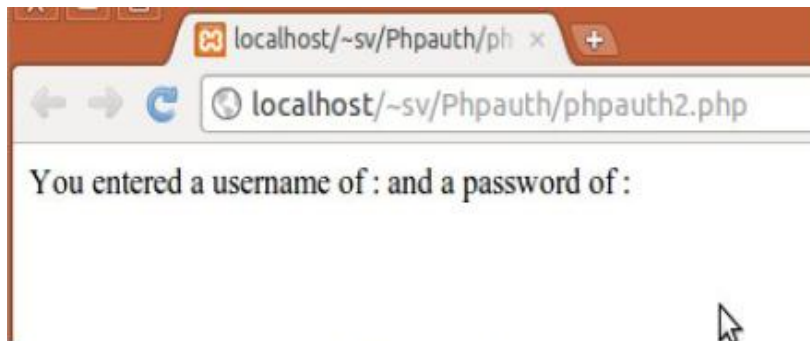 localhost/~sv/Phpauth/ph
localhost/~sv/Phpauth/phpauth2.php
You entered a username of : and a password of :